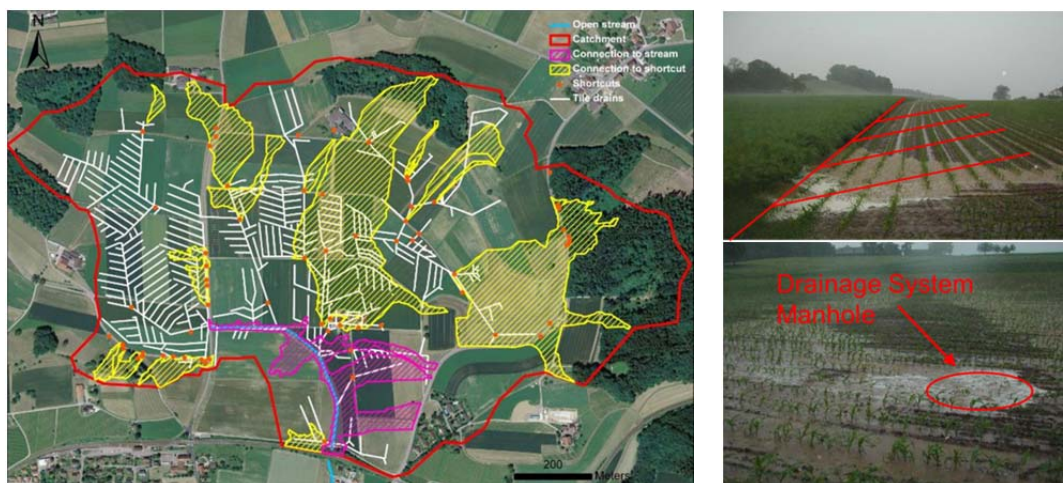 N
Open stream
Catchment
Connection to stream
Connection to shortcut
Shortcuts
Tile drains
200
Meters
Drainage System
Manhole